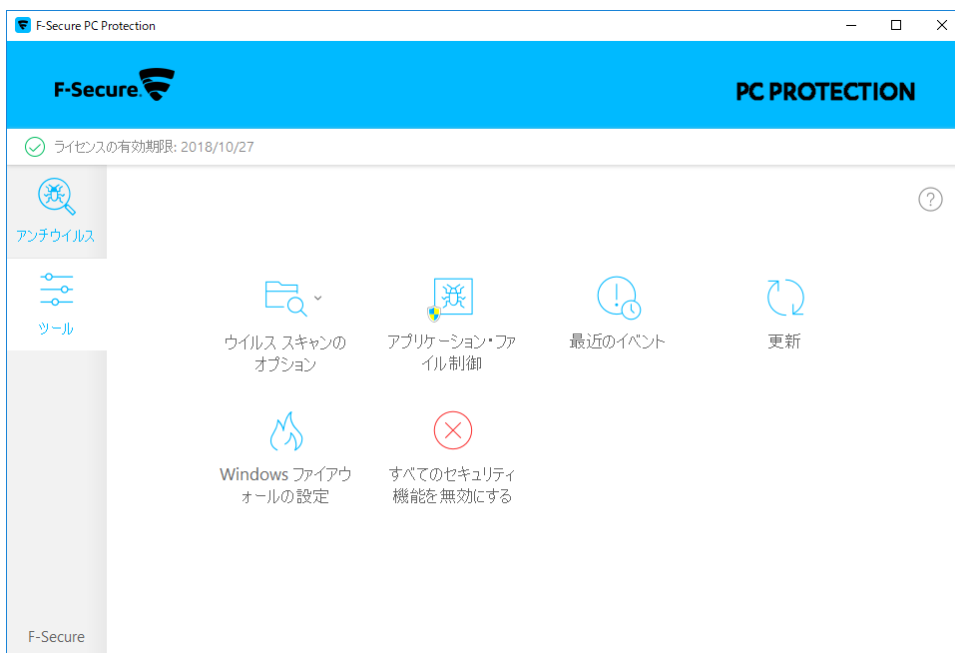 F-Secure PC Protection
F-Secure.
PC PROTECTION
ライセンスの有効期限: 2018/10/27
アンチウイルス
ツール
ウイルス スキャンの
オプション
アプリケーション・ファ
イル制御
最近のイベント
更新
Windows ファイアウ
ォールの設定
すべてのセキュリティ
機能を無効にする
F-Secure